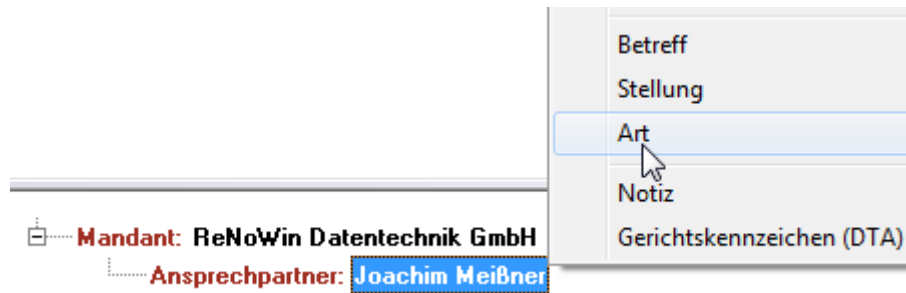 Betreff
Stellung
Art
Notiz
Gerichtskennzeichen (DTA)
Mandant: ReNoWin Datentechnik GmbH
Ansprechpartner: Joachim Meißner